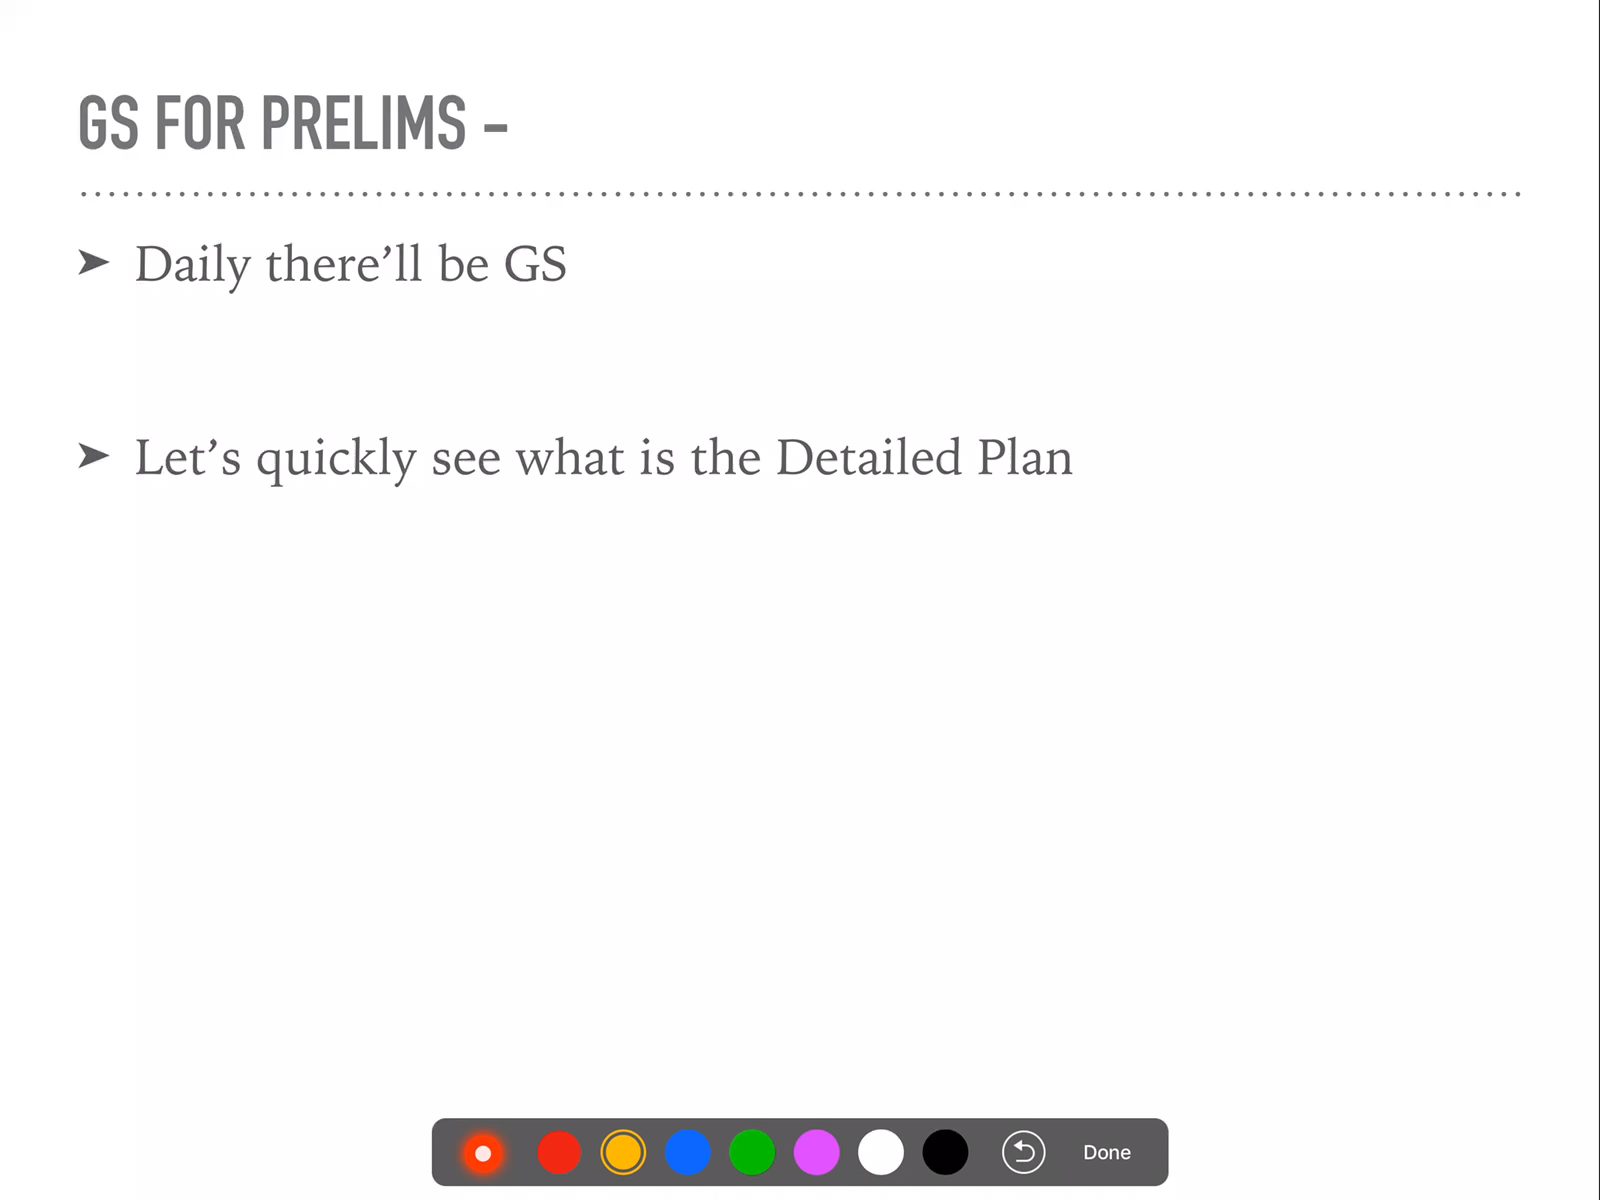 GS FOR PRELIMS -
➤ Daily there’ll be GS
➤ Let’s quickly see what is the Detailed Plan
Done